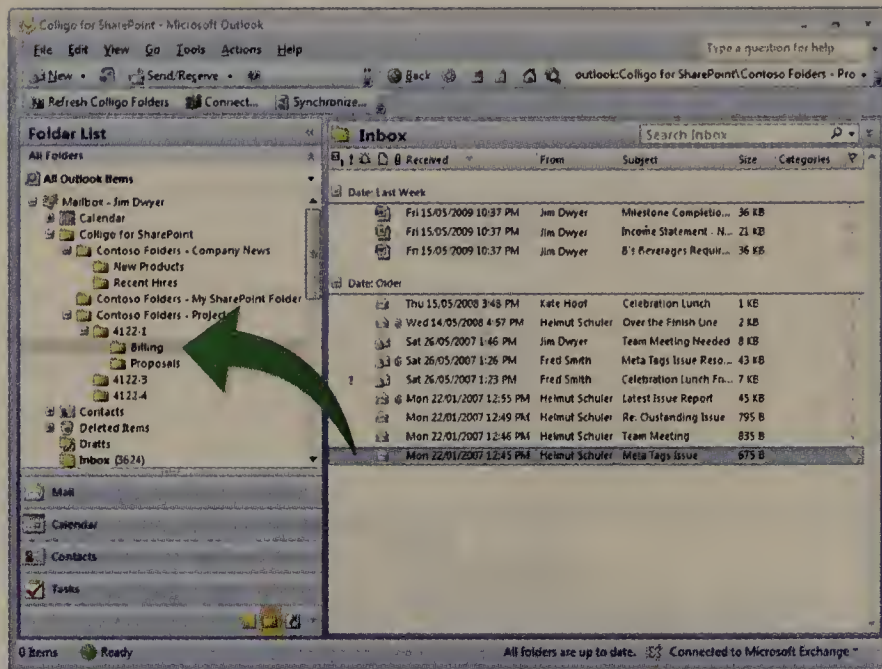 Colligo for SharePoint - Microsoft Outlook
File Edit View Go Tools Actions Help
Type a question for help
New Send/Receive
Back
outlook:Colligo for SharePoint\Contoso Folders - Pro
Refresh Colligo Folders Connect... Synchronize...
Folder List
All Folders
All Outlook Items
Mailbox - Jim Dwyer
Calendar
Colligo for SharePoint
Contoso Folders - Company News
New Products
Recent Hires
Contoso Folders - My SharePoint Folder
Contoso Folders - Project
4122-1
Billing
Proposals
4122-3
4122-4
Contacts
Deleted Items
Drafts
Inbox (3624)
Mail
Calendar
Contacts
Tasks
Inbox
Search Inbox
Received From Subject Size Categories
Date: Last Week
Fri 15/05/2009 10:37 PM Jim Dwyer Milestone Completio... 36 KB
Fri 15/05/2009 10:37 PM Jim Dwyer Income Statement - N... 21 KB
Fri 15/05/2009 10:37 PM Jim Dwyer B's Beverages Requir... 36 KB
Date: Older
Thu 15/05/2008 3:48 PM Kate Hoof Celebration Lunch 1 KB
Wed 14/05/2008 4:57 PM Helmut Schuler Over the Finish Line 2 KB
Sat 26/05/2007 1:46 PM Jim Dwyer Team Meeting Needed 8 KB
Sat 26/05/2007 1:26 PM Fred Smith Meta Tags Issue Reso... 43 KB
Sat 26/05/2007 1:23 PM Fred Smith Celebration Lunch Fn... 7 KB
Mon 22/01/2007 12:55 PM Helmut Schuler Latest Issue Report 45 KB
Mon 22/01/2007 12:49 PM Helmut Schuler Re: Oustanding Issue 795 B
Mon 22/01/2007 12:46 PM Helmut Schuler Team Meeting 835 B
Mon 22/01/2007 12:45 PM Helmut Schuler Meta Tags Issue 675 B
0 Items Ready
All folders are up to date. Connected to Microsoft Exchange